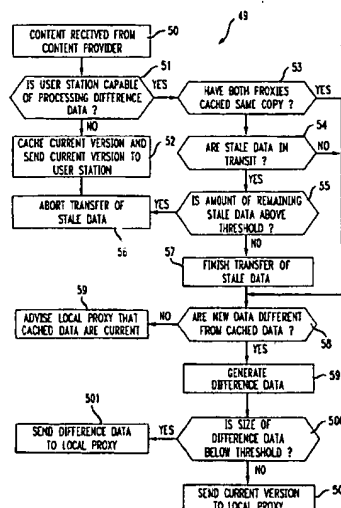 CONTENT RECEIVED FROM
CONTENT PROVIDER
50
49
51
IS USER STATION CAPABLE
OF PROCESSING DIFFERENCE
DATA ?
YES
NO
53
HAVE BOTH PROXIES
CACHED SAME COPY ?
YES
54
ARE STALE DATA IN
TRANSIT ?
NO
YES
CACHE CURRENT VERSION AND
SEND CURRENT VERSION TO
USER STATION
52
55
IS AMOUNT OF REMAINING
STALE DATA ABOVE
THRESHOLD ?
YES
NO
ABORT TRANSFER OF
STALE DATA
56
57
FINISH TRANSFER OF
STALE DATA
59
ADVISE LOCAL PROXY THAT
CACHED DATA ARE CURRENT
NO
ARE NEW DATA DIFFERENT
FROM CACHED DATA ?
58
YES
GENERATE
DIFFERENCE DATA
59
501
SEND DIFFERENCE DATA
TO LOCAL PROXY
YES
IS SIZE OF
DIFFERENCE DATA
BELOW THRESHOLD ?
500
NO
SEND CURRENT VERSION